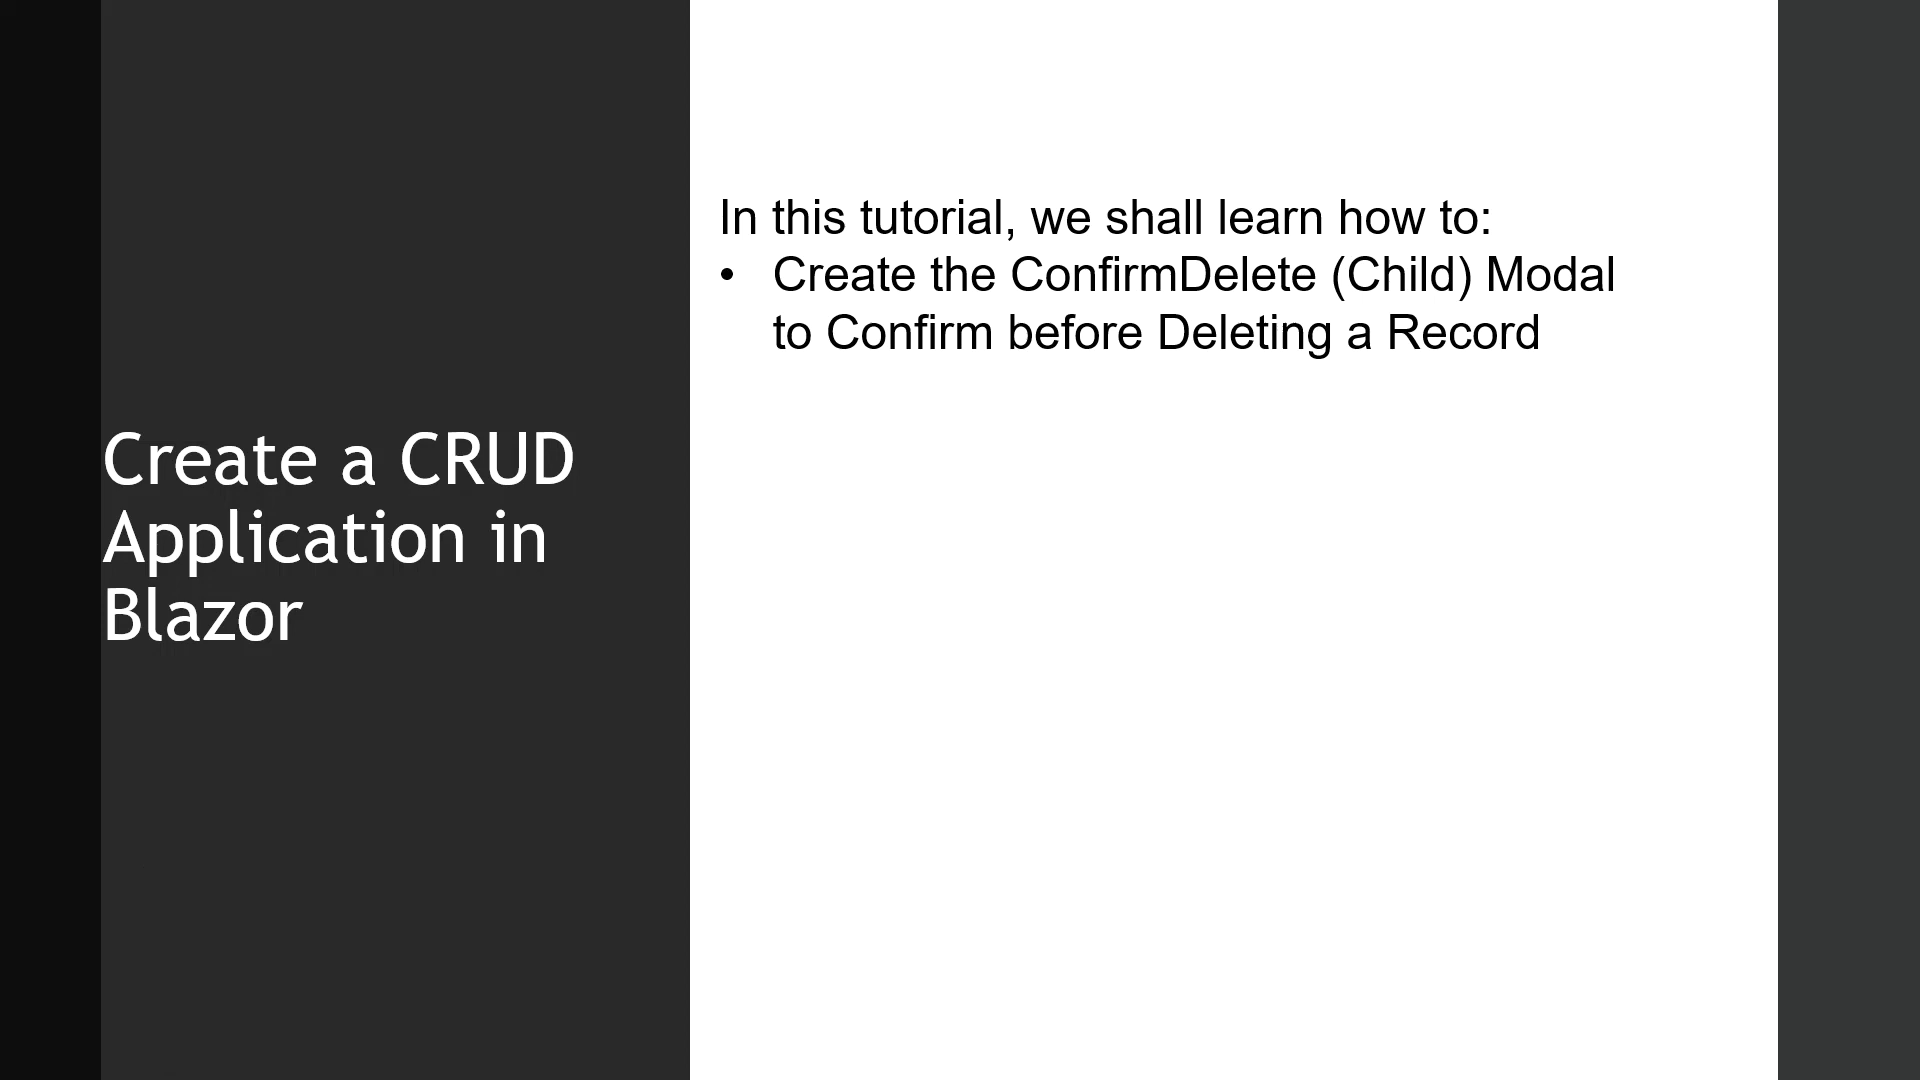 Create a CRUD
Application in
Blazor
In this tutorial, we shall learn how to:
• Create the ConfirmDelete (Child) Modal
to Confirm before Deleting a Record